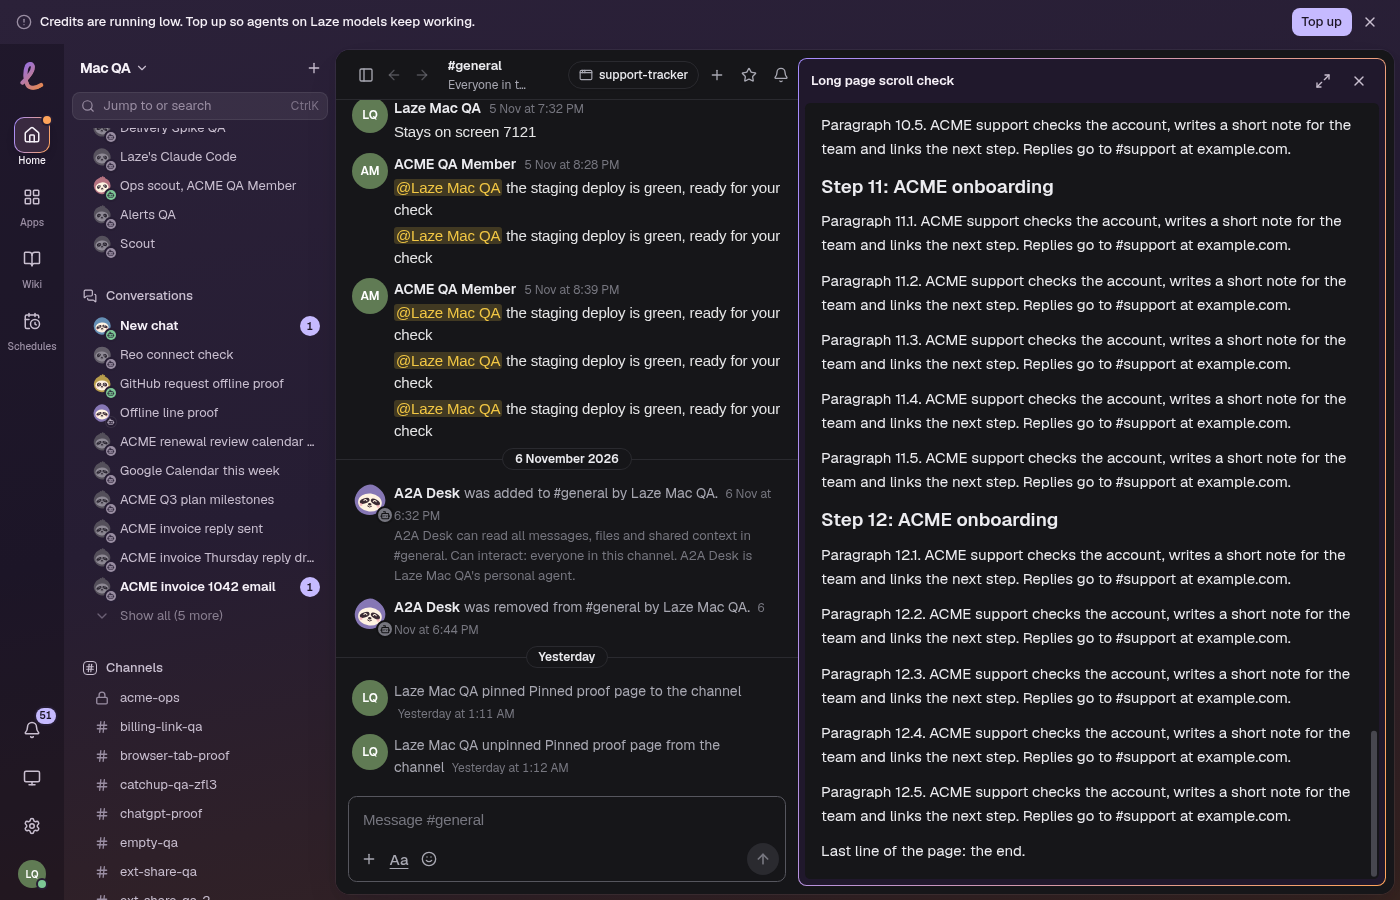 Credits are running low. Top up so agents on Laze models keep working.
Top up
Home
Apps
Wiki
Schedules
51
LQ
Mac QA
Jump to or search
CtrlK
Delivery Spike QA
Laze's Claude Code
Ops scout, ACME QA Member
Alerts QA
Scout
Conversations
New chat
1
Reo connect check
GitHub request offline proof
Offline line proof
ACME renewal review calendar ...
Google Calendar this week
ACME Q3 plan milestones
ACME invoice reply sent
ACME invoice Thursday reply dr...
ACME invoice 1042 email
1
Show all (5 more)
Channels
acme-ops
billing-link-qa
browser-tab-proof
catchup-qa-zfl3
chatgpt-proof
empty-qa
ext-share-qa
ext-share-qa-2
#general
Everyone in t...
support-tracker
LQ
Laze Mac QA 5 Nov at 7:32 PM
Stays on screen 7121
AM
ACME QA Member 5 Nov at 8:28 PM
@Laze Mac QA the staging deploy is green, ready for your
check
@Laze Mac QA the staging deploy is green, ready for your
check
AM
ACME QA Member 5 Nov at 8:39 PM
@Laze Mac QA the staging deploy is green, ready for your
check
@Laze Mac QA the staging deploy is green, ready for your
check
@Laze Mac QA the staging deploy is green, ready for your
check
6 November 2026
A2A Desk was added to #general by Laze Mac QA. 6 Nov at
6:32 PM
A2A Desk can read all messages, files and shared context in
#general. Can interact: everyone in this channel. A2A Desk is
Laze Mac QA's personal agent.
A2A Desk was removed from #general by Laze Mac QA. 6
Nov at 6:44 PM
Yesterday
LQ
Laze Mac QA pinned Pinned proof page to the channel
Yesterday at 1:11 AM
LQ
Laze Mac QA unpinned Pinned proof page from the
channel Yesterday at 1:12 AM
Message #general
Aa
Long page scroll check
Paragraph 10.5. ACME support checks the account, writes a short note for the
team and links the next step. Replies go to #support at example.com.
Step 11: ACME onboarding
Paragraph 11.1. ACME support checks the account, writes a short note for the
team and links the next step. Replies go to #support at example.com.
Paragraph 11.2. ACME support checks the account, writes a short note for the
team and links the next step. Replies go to #support at example.com.
Paragraph 11.3. ACME support checks the account, writes a short note for the
team and links the next step. Replies go to #support at example.com.
Paragraph 11.4. ACME support checks the account, writes a short note for the
team and links the next step. Replies go to #support at example.com.
Paragraph 11.5. ACME support checks the account, writes a short note for the
team and links the next step. Replies go to #support at example.com.
Step 12: ACME onboarding
Paragraph 12.1. ACME support checks the account, writes a short note for the
team and links the next step. Replies go to #support at example.com.
Paragraph 12.2. ACME support checks the account, writes a short note for the
team and links the next step. Replies go to #support at example.com.
Paragraph 12.3. ACME support checks the account, writes a short note for the
team and links the next step. Replies go to #support at example.com.
Paragraph 12.4. ACME support checks the account, writes a short note for the
team and links the next step. Replies go to #support at example.com.
Paragraph 12.5. ACME support checks the account, writes a short note for the
team and links the next step. Replies go to #support at example.com.
Last line of the page: the end.